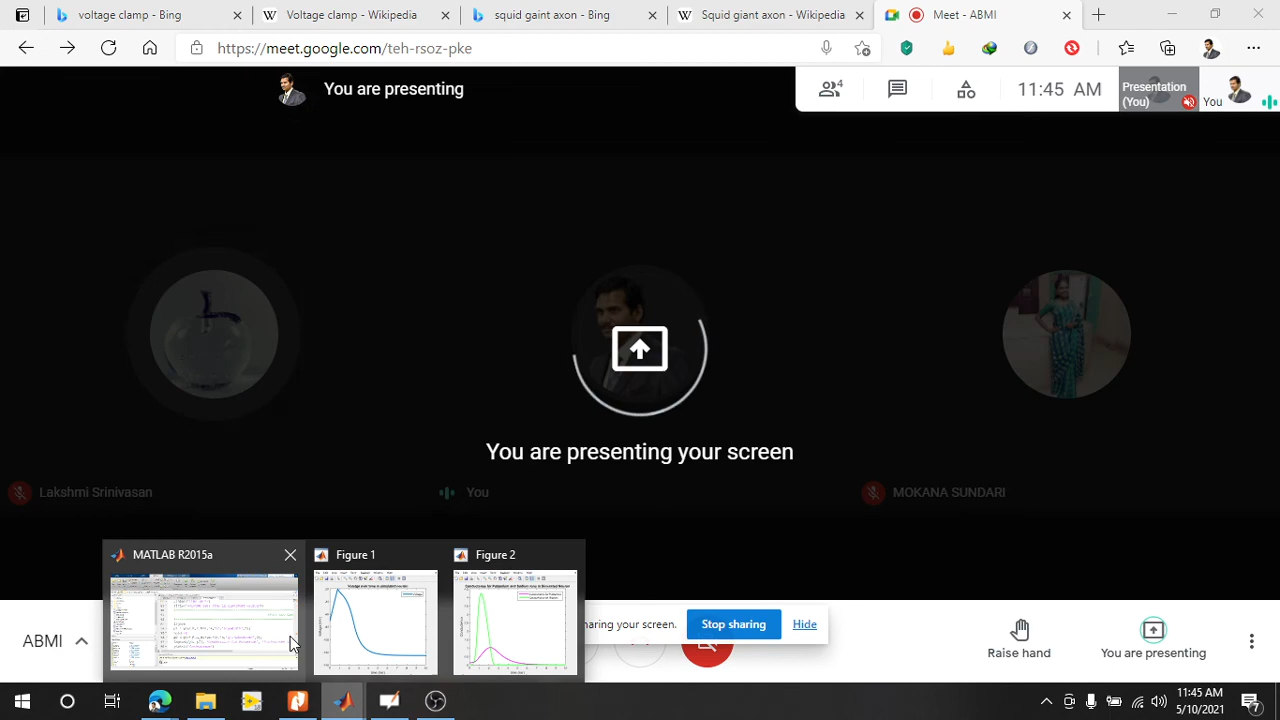 voltage clamp - Bing
Voltage clamp - Wikipedia
squid gaint axon - Bing
Squid giant axon - Wikipedia
Meet - ABMI
https://meet.google.com/teh-rsoz-pke
You are presenting
4
11:45 AM
Presentation
(You)
You
You are presenting your screen
Lakshmi Srinivasan
You
MOKANA SUNDARI
MATLAB R2015a
Figure 1
Figure 2
haring your screen.
Stop sharing
Hide
ABMI
Raise hand
You are presenting
11:45 AM
5/10/2021
7